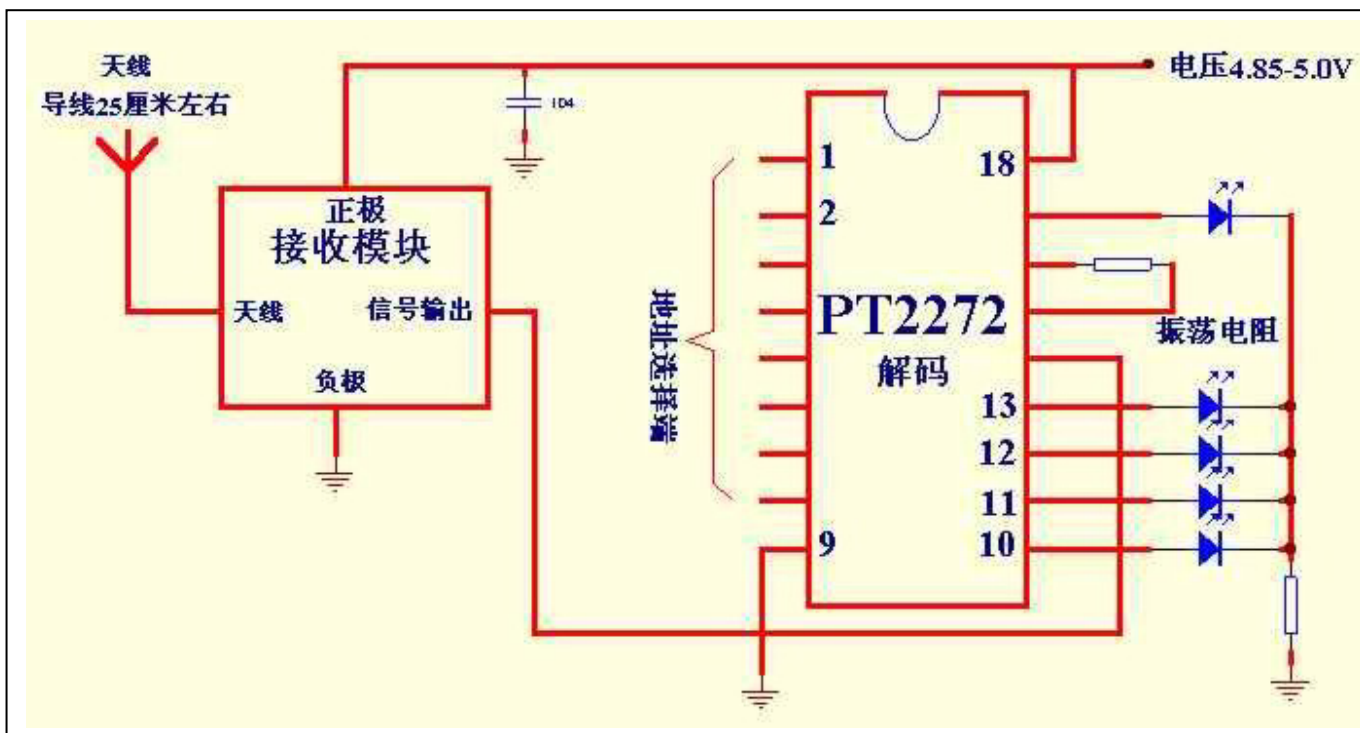 天线
导线25厘米左右
电压4.85-5.0V
104
正极
接收模块
天线
信号输出
负极
地址选择端
1
2
9
18
PT2272
解码
振荡电阻
13
12
11
10